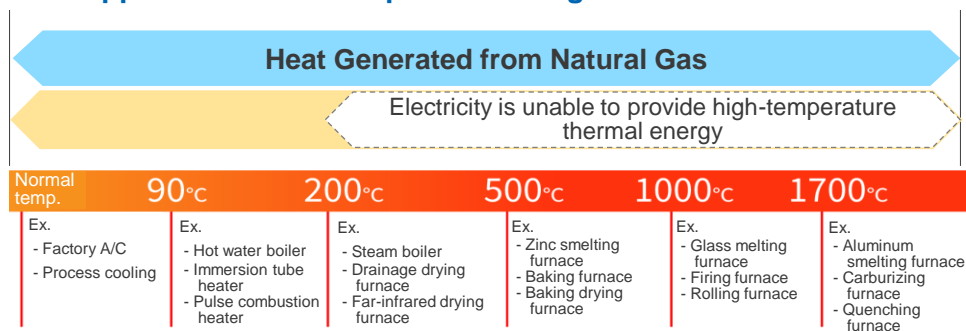 Heat Generated from Natural Gas
Electricity is unable to provide high-temperature
thermal energy
Normal
temp.
90°C
200°C
500°C
1000°C
1700°C
Ex.
- Factory A/C
- Process cooling
Ex.
- Hot water boiler
- Immersion tube
heater
- Pulse combustion
heater
Ex.
- Steam boiler
- Drainage drying
furnace
- Far-infrared drying
furnace
Ex.
- Zinc smelting
furnace
- Baking furnace
- Baking drying
furnace
Ex.
- Glass melting
furnace
- Firing furnace
- Rolling furnace
Ex.
- Aluminum
smelting furnace
- Carburizing
furnace
- Quenching
furnace